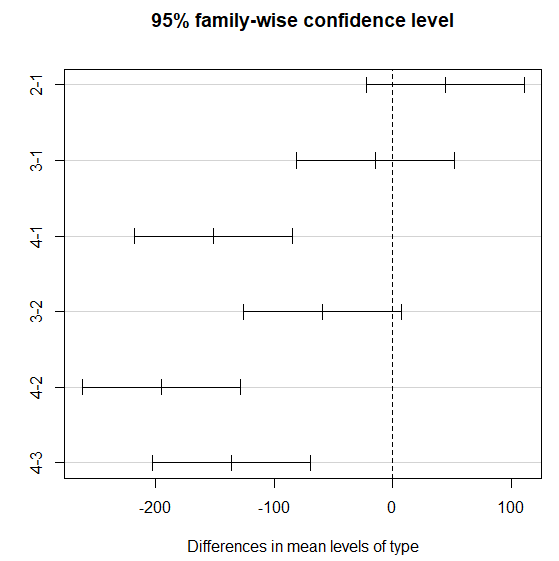 95% family-wise confidence level
2-1
3-1
4-1
3-2
4-2
4-3
-200 -100 0 100
Differences in mean levels of type